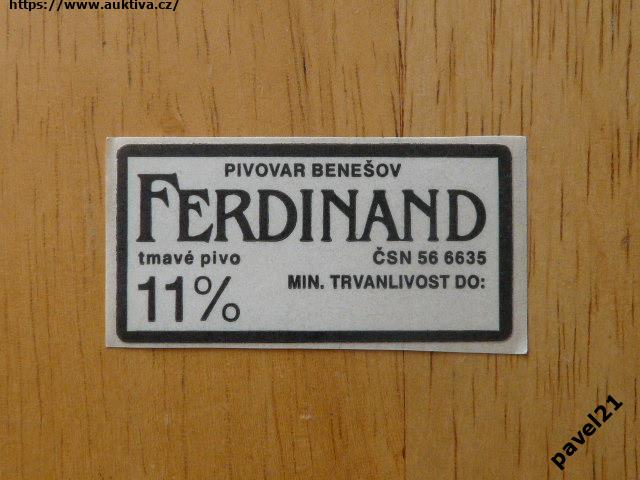 https://www.auktiva.cz/
PIVOVAR BENEŠOV
FERDINAND
tmavé pivo
ČSN 56 6635
11%
MIN. TRVANLIVOST DO:
pavel21